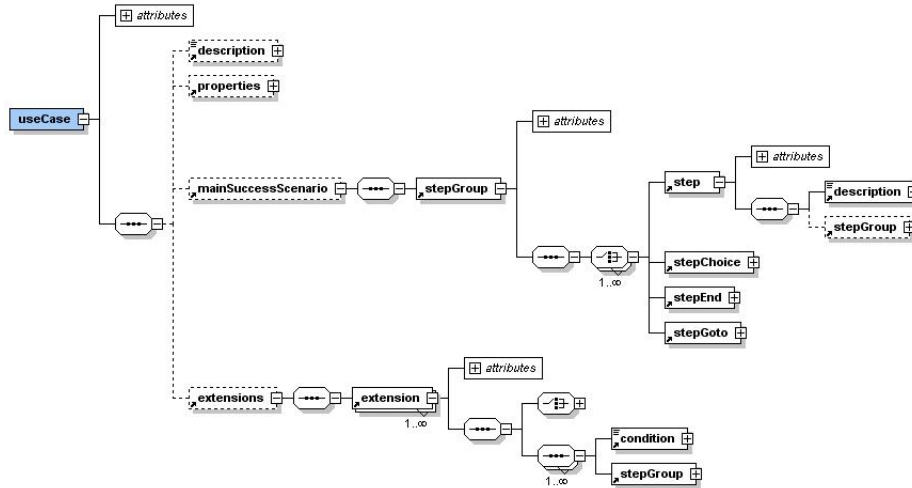 attributes
description
properties
useCase
attributes
mainSuccessScenario
stepGroup
attributes
step
description
stepGroup
stepChoice
1..∞
stepEnd
stepGoto
attributes
extensions
extension
1..∞
condition
stepGroup
1..∞